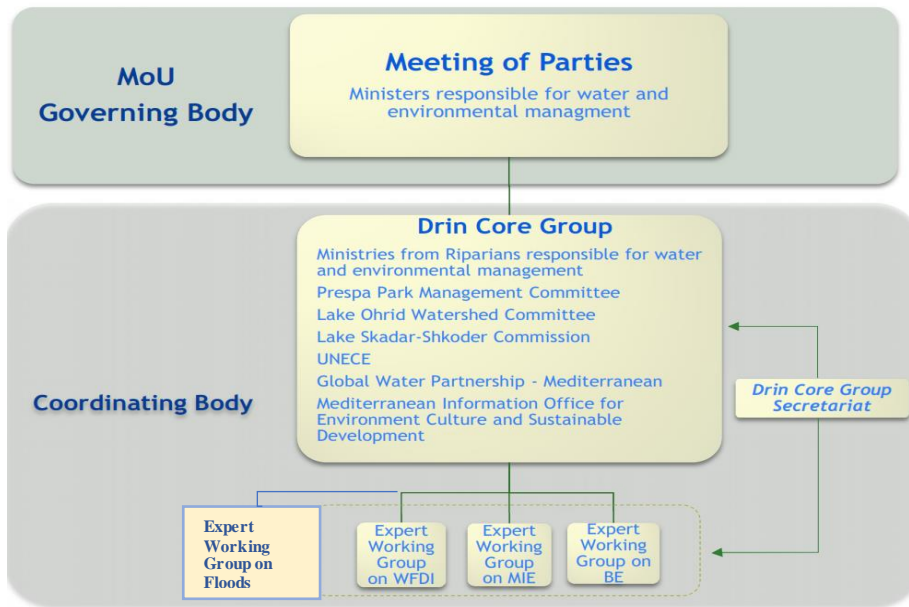 MoU
Governing Body
Meeting of Parties
Ministers responsible for water and
environmental managment
Drin Core Group
Ministries from Riparians responsible for water
and environmental management
Prespa Park Management Committee
Lake Ohrid Watershed Committee
Lake Skadar-Shkoder Commission
UNECE
Global Water Partnership - Mediterranean
Mediterranean Information Office for
Environment Culture and Sustainable
Development
Coordinating Body
Drin Core Group
Secretariat
Expert
Working
Group on
Floods
Expert
Working
Group
on WFDI
Expert
Working
Group
on MIE
Expert
Working
Group on
BE